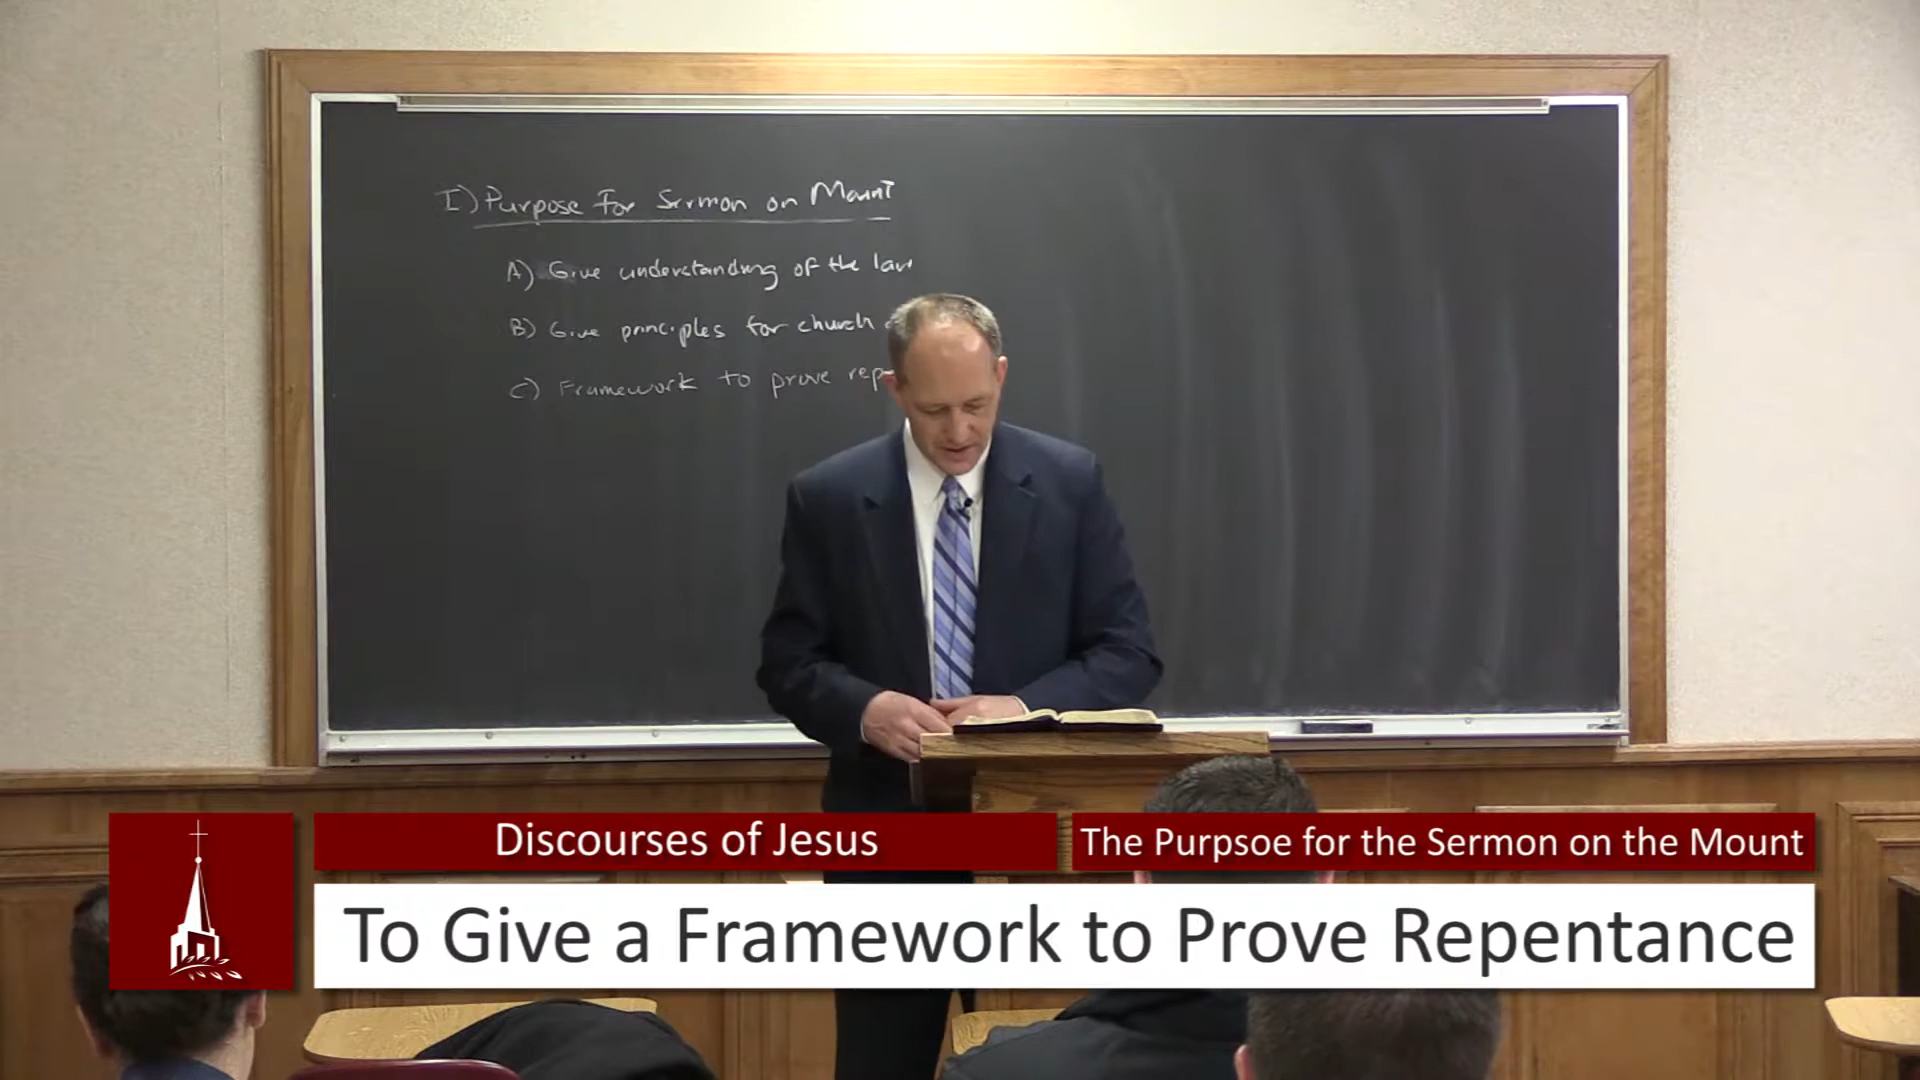 I) Purpose For Sermon on Mount
A) Give understanding of the law
B) Give principles for church
C) Framework to prove rep
Discourses of Jesus
The Purpsoe for the Sermon on the Mount
To Give a Framework to Prove Repentance